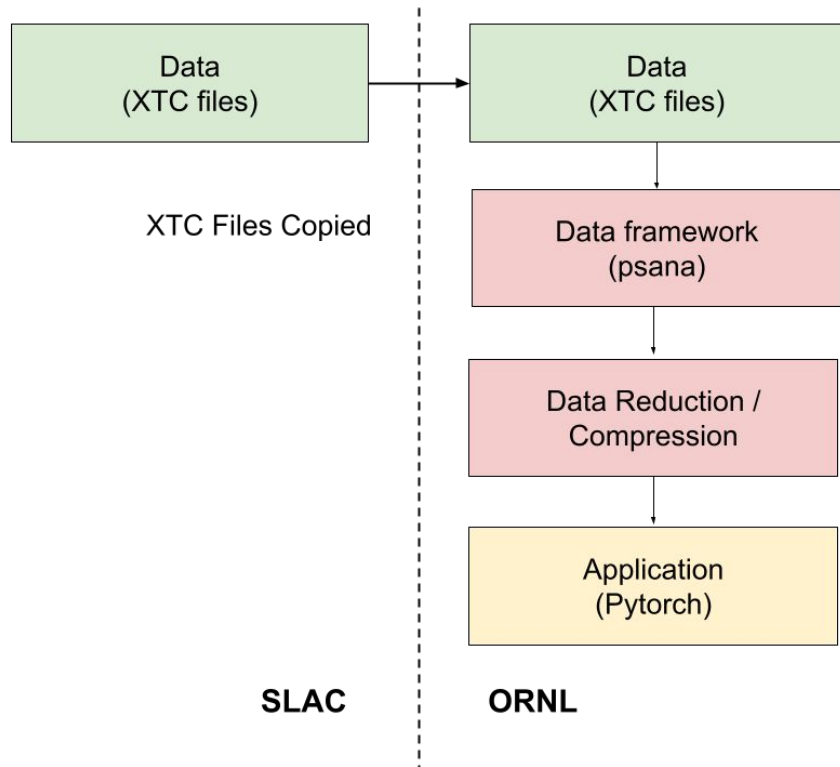 Data
(XTC files)
Data
(XTC files)
XTC Files Copied
Data framework
(psana)
Data Reduction /
Compression
Application
(Pytorch)
SLAC
ORNL